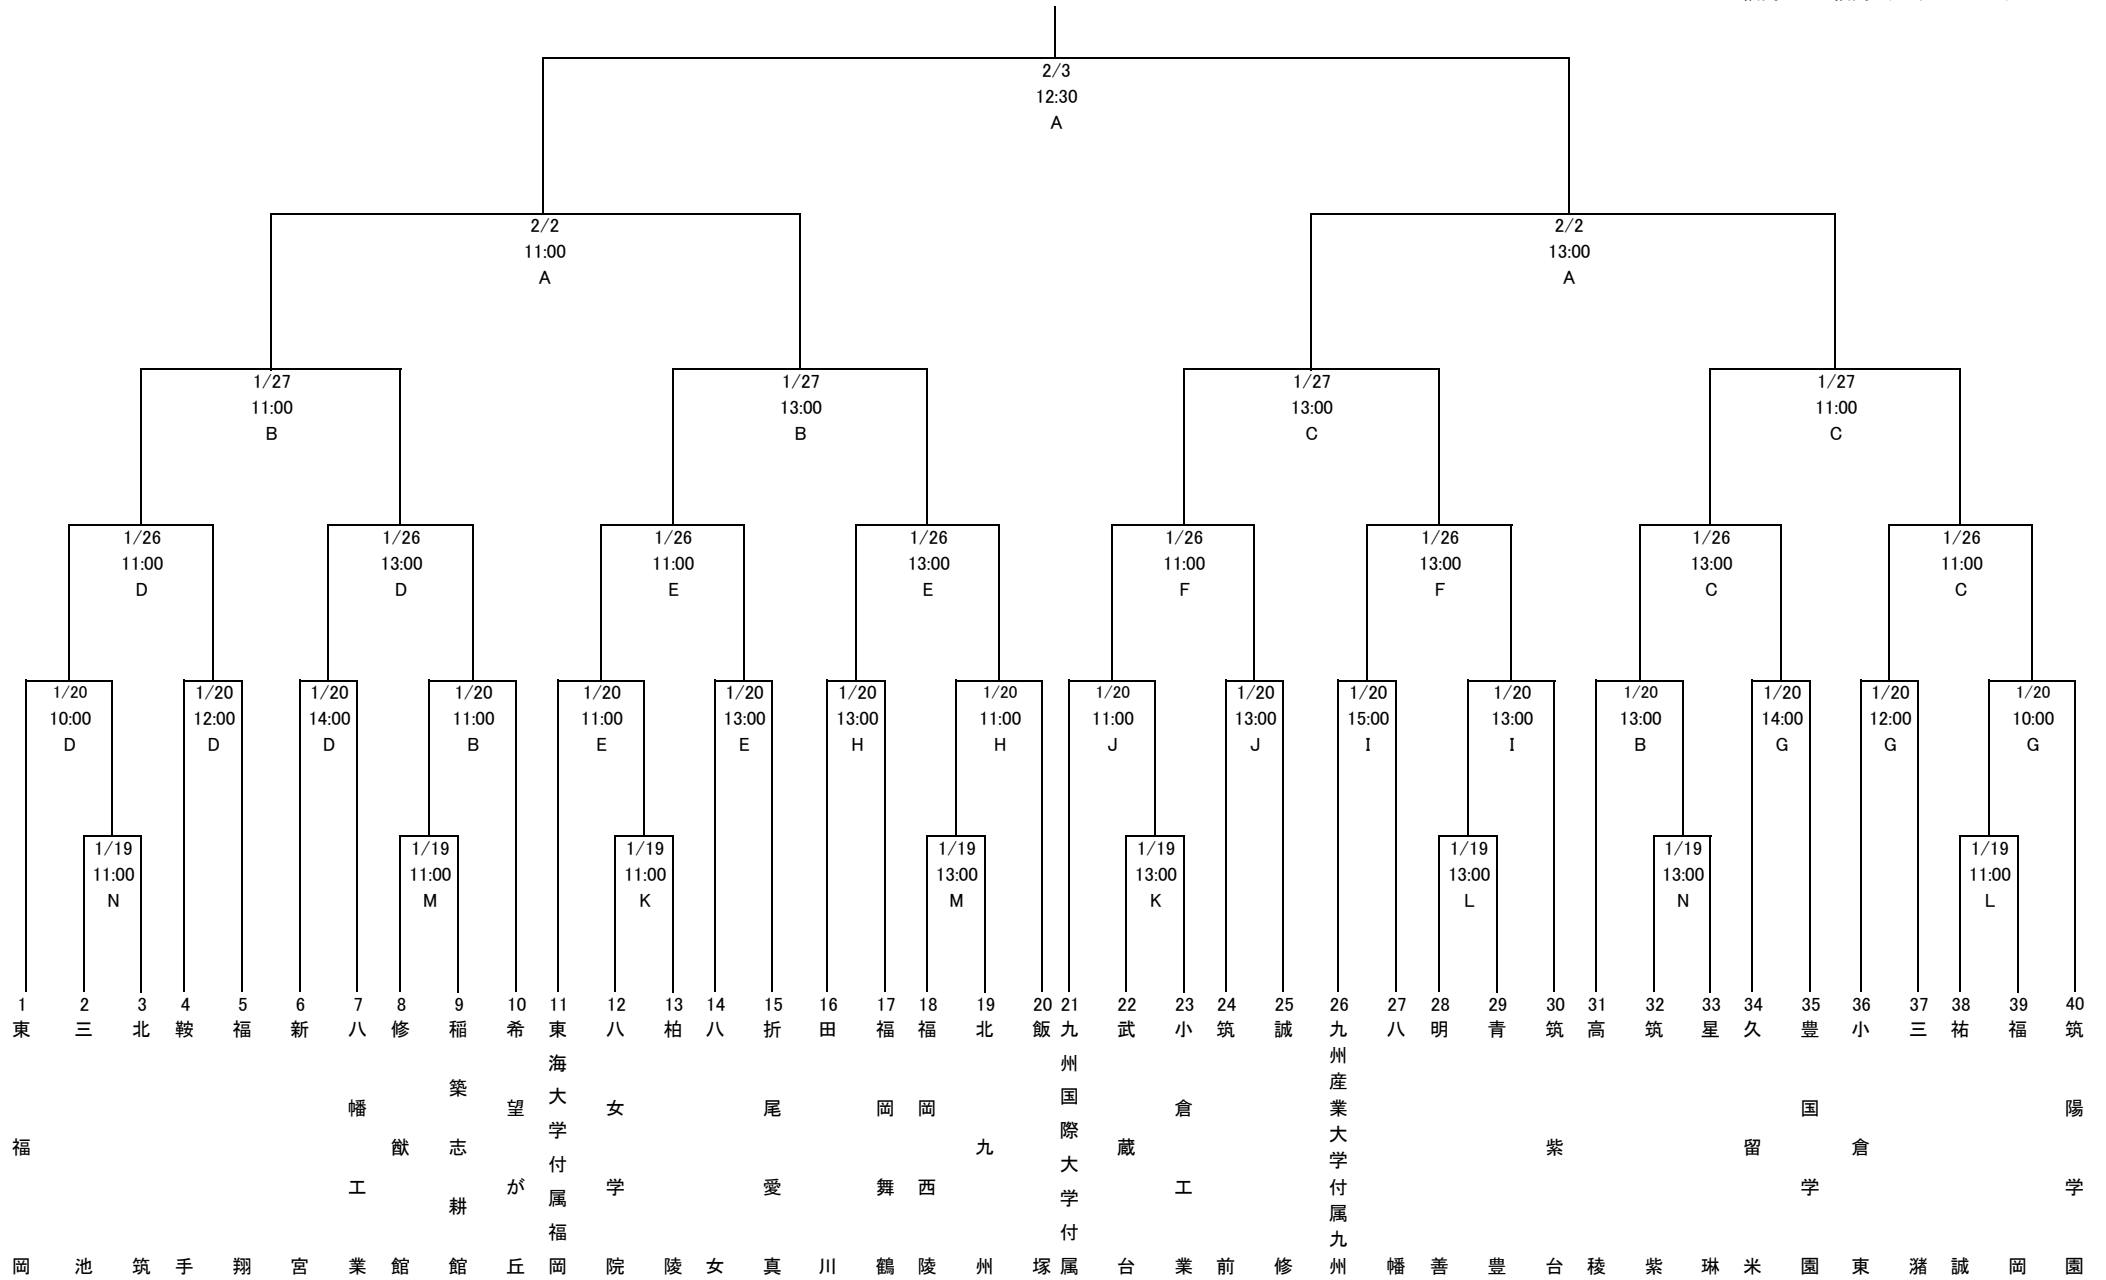 2/3
12:30
A
2/2
11:00
A
2/2
13:00
A
1/27
11:00
B
1/27
13:00
B
1/27
13:00
C
1/27
11:00
C
1/26
11:00
D
1/26
13:00
D
1/26
11:00
E
1/26
13:00
E
1/26
11:00
F
1/26
13:00
F
1/26
13:00
C
1/26
11:00
C
1/20
10:00
D
1/20
12:00
D
1/20
14:00
D
1/20
11:00
B
1/20
11:00
E
1/20
13:00
E
1/20
13:00
H
1/20
11:00
H
1/20
11:00
J
1/20
13:00
J
1/20
15:00
I
1/20
13:00
I
1/20
13:00
B
1/20
14:00
G
1/20
12:00
G
1/20
10:00
G
1/19
11:00
N
1/19
11:00
M
1/19
11:00
K
1/19
13:00
M
1/19
13:00
K
1/19
13:00
L
1/19
13:00
N
1/19
11:00
L
1 東福岡
2 三池
3 北筑
4 鞍手
5 福翔
6 新宮
7 八幡工業
8 修猷館
9 稲築志耕館
10 希望が丘
11 東海大学付属福岡
12 八女学院
13 柏陵
14 八女
15 折尾愛真
16 田川
17 福岡舞鶴
18 福岡西陵
19 北九州
20 飯塚
21 九州国際大学付属
22 武蔵台
23 小倉工業
24 筑前
25 誠修
26 九州産業大学付属九州
27 八幡
28 明善
29 青豊
30 筑紫台
31 高稜
32 筑紫
33 星琳
34 久留米
35 豊国学園
36 小倉東
37 三潴
38 祐誠
39 福岡
40 筑陽学園